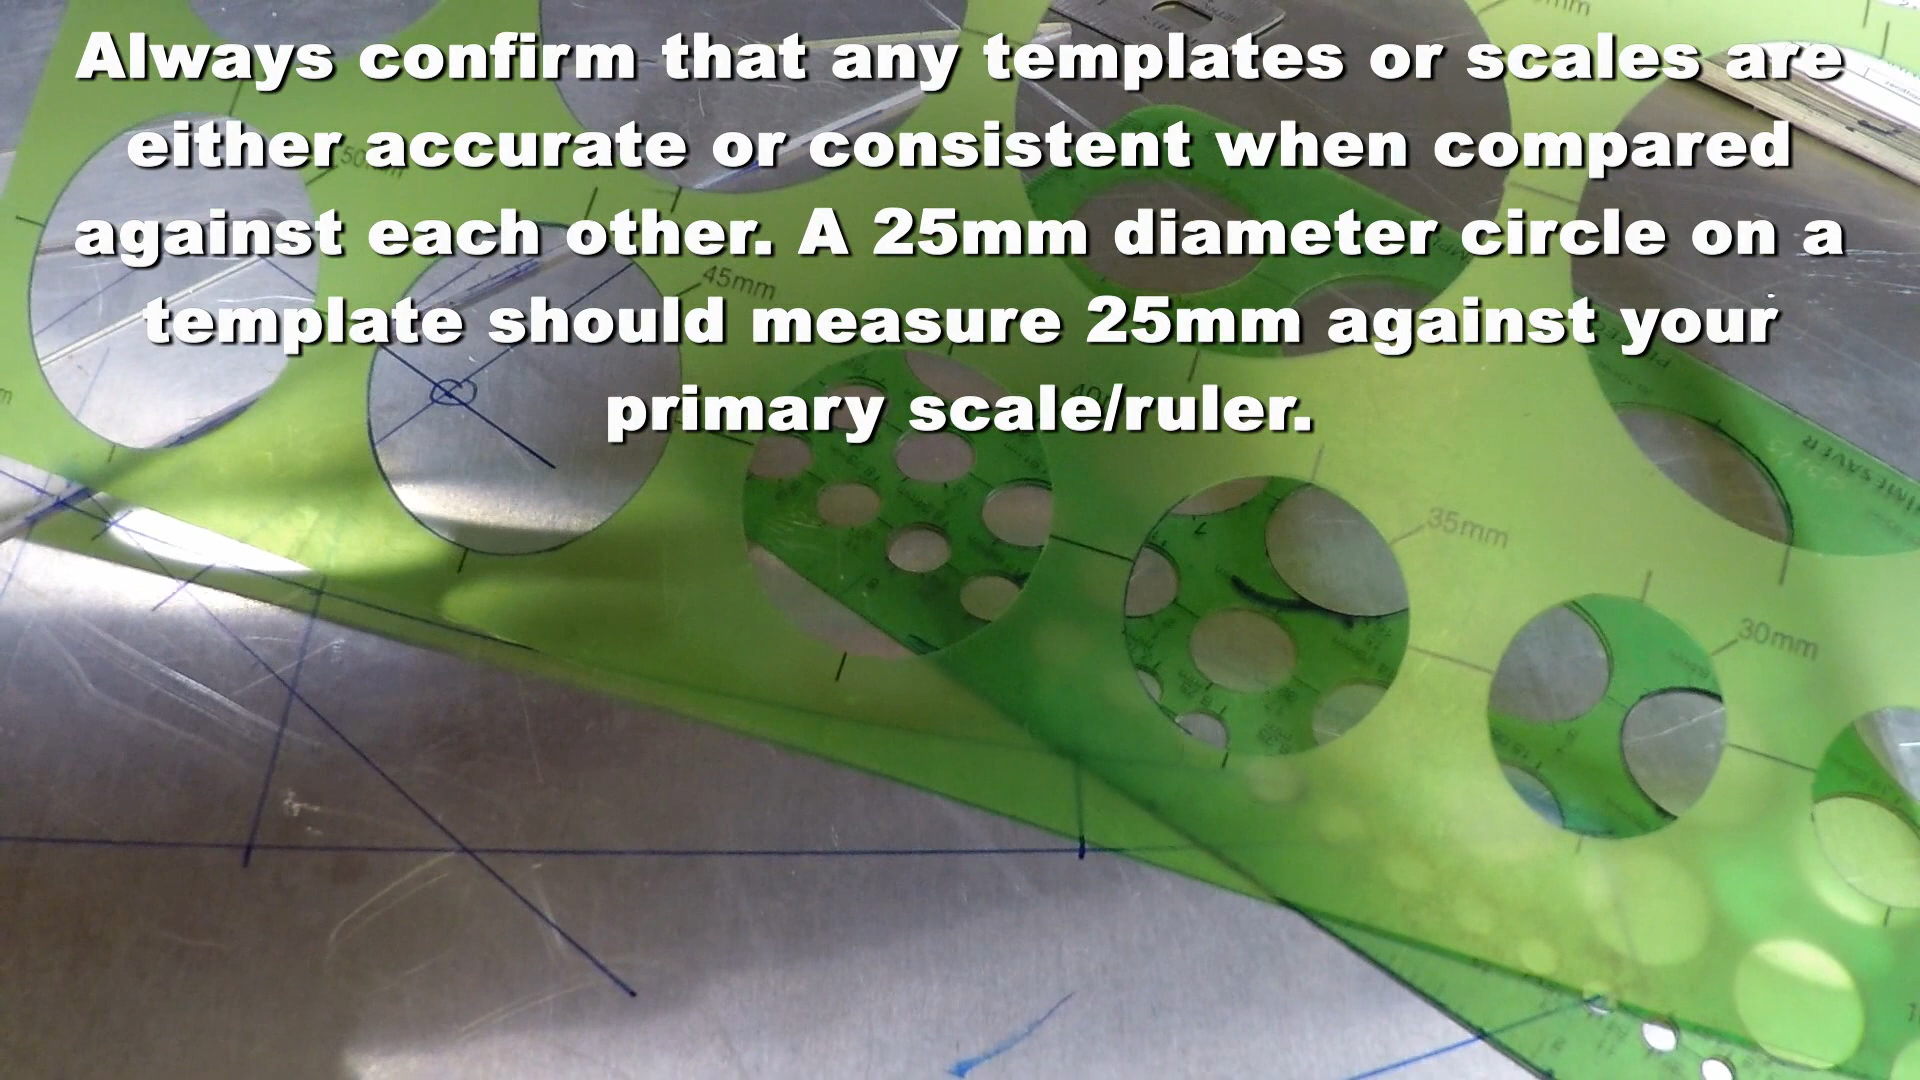 Always confirm that any templates or scales are
either accurate or consistent when compared
against each other. A 25mm diameter circle on a
template should measure 25mm against your
primary scale/ruler.
50mm
45mm
35mm
30mm